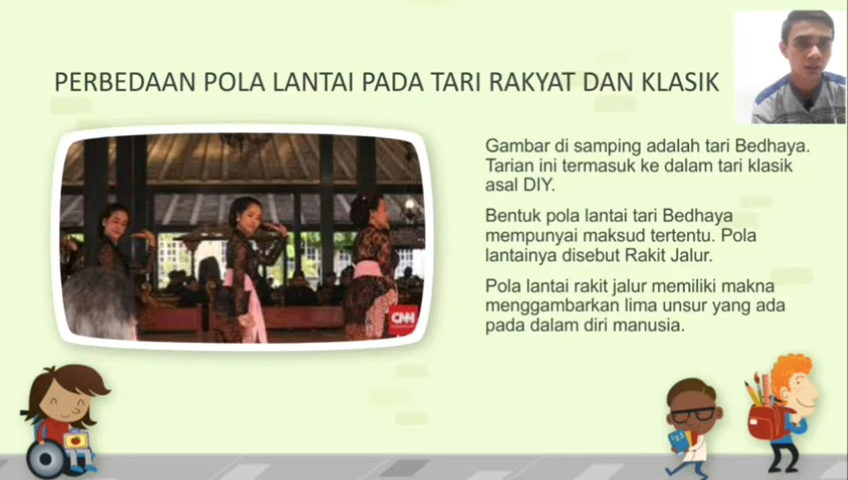 PERBEDAAN POLA LANTAI PADA TARI RAKYAT DAN KLASIK
Gambar di samping adalah tari Bedhaya.
Tarian ini termasuk ke dalam tari klasik
asal DIY.
Bentuk pola lantai tari Bedhaya
mempunyai maksud tertentu. Pola
lantainya disebut Rakit Jalur.
Pola lantai rakit jalur memiliki makna
menggambarkan lima unsur yang ada
pada dalam diri manusia.
CNN